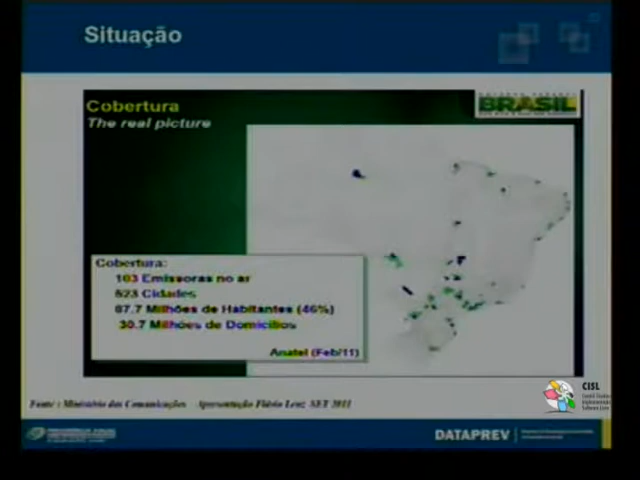 Situação
Cobertura
The real picture
BRASIL
Cobertura:
103 Emissoras no ar
523 Cidades
87.7 Milhões de Habitantes (46%)
30.7 Milhões de Domicílios
Anatel (Feb/11)
Fonte : Ministério das Comunicações Apresentação Flávio Lenz SET 2011
CISL
DATAPREV